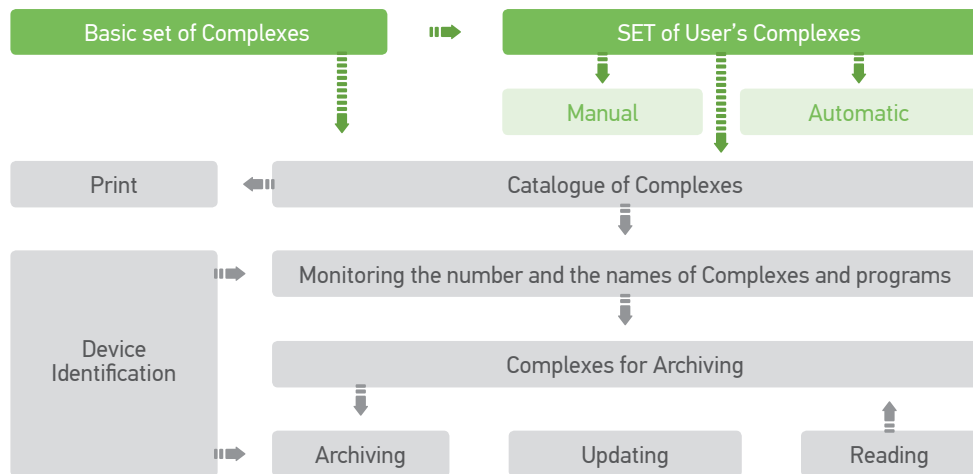 Basic set of Complexes
SET of User's Complexes
Manual
Automatic
Print
Catalogue of Complexes
Monitoring the number and the names of Complexes and programs
Device
Identification
Complexes for Archiving
Archiving
Updating
Reading